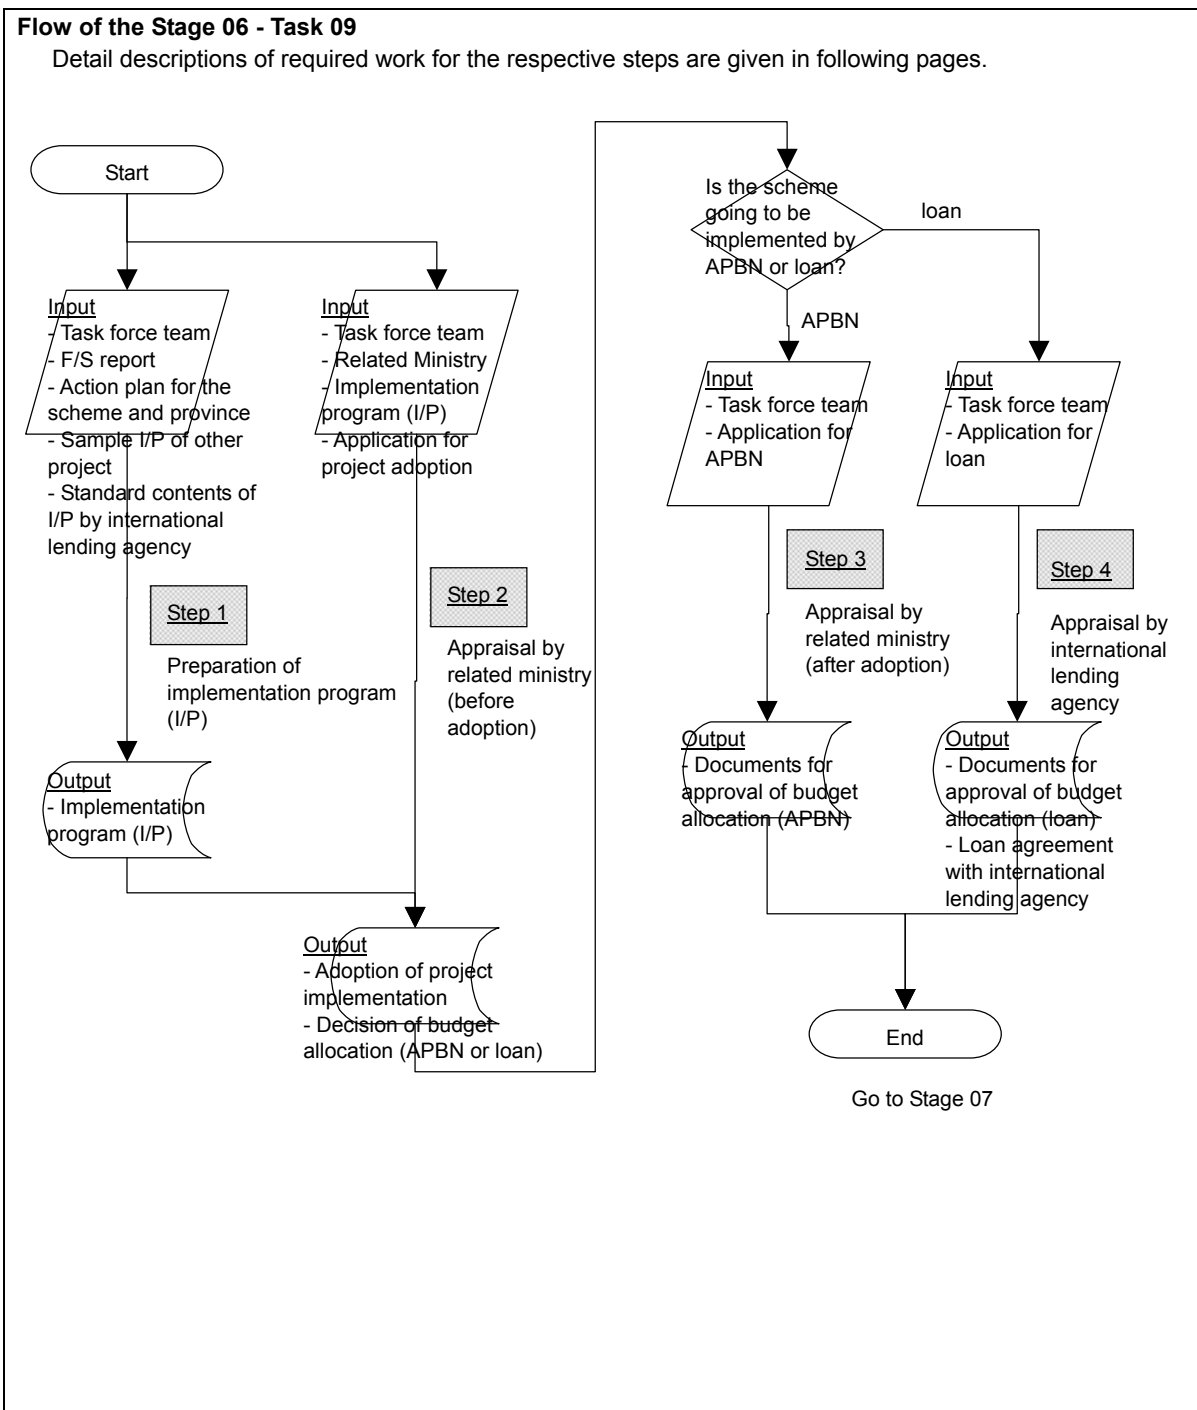 Flow of the Stage 06 - Task 09
Detail descriptions of required work for the respective steps are given in following pages.
Start
Input
- Task force team
- F/S report
- Action plan for the
scheme and province
- Sample I/P of other
project
- Standard contents of
I/P by international
lending agency
Step 1
Preparation of
implementation program
(I/P)
Output
- Implementation
program (I/P)
Input
- Task force team
- Related Ministry
- Implementation
program (I/P)
- Application for
project adoption
Step 2
Appraisal by
related ministry
(before
adoption)
Output
- Adoption of project
implementation
- Decision of budget
allocation (APBN or loan)
Is the scheme
going to be
implemented by
APBN or loan?
loan
APBN
Input
- Task force team
- Application for
APBN
Step 3
Appraisal by
related ministry
(after adoption)
Output
- Documents for
approval of budget
allocation (APBN)
Input
- Task force team
- Application for
loan
Step 4
Appraisal by
international
lending
agency
Output
- Documents for
approval of budget
allocation (loan)
- Loan agreement
with international
lending agency
End
Go to Stage 07